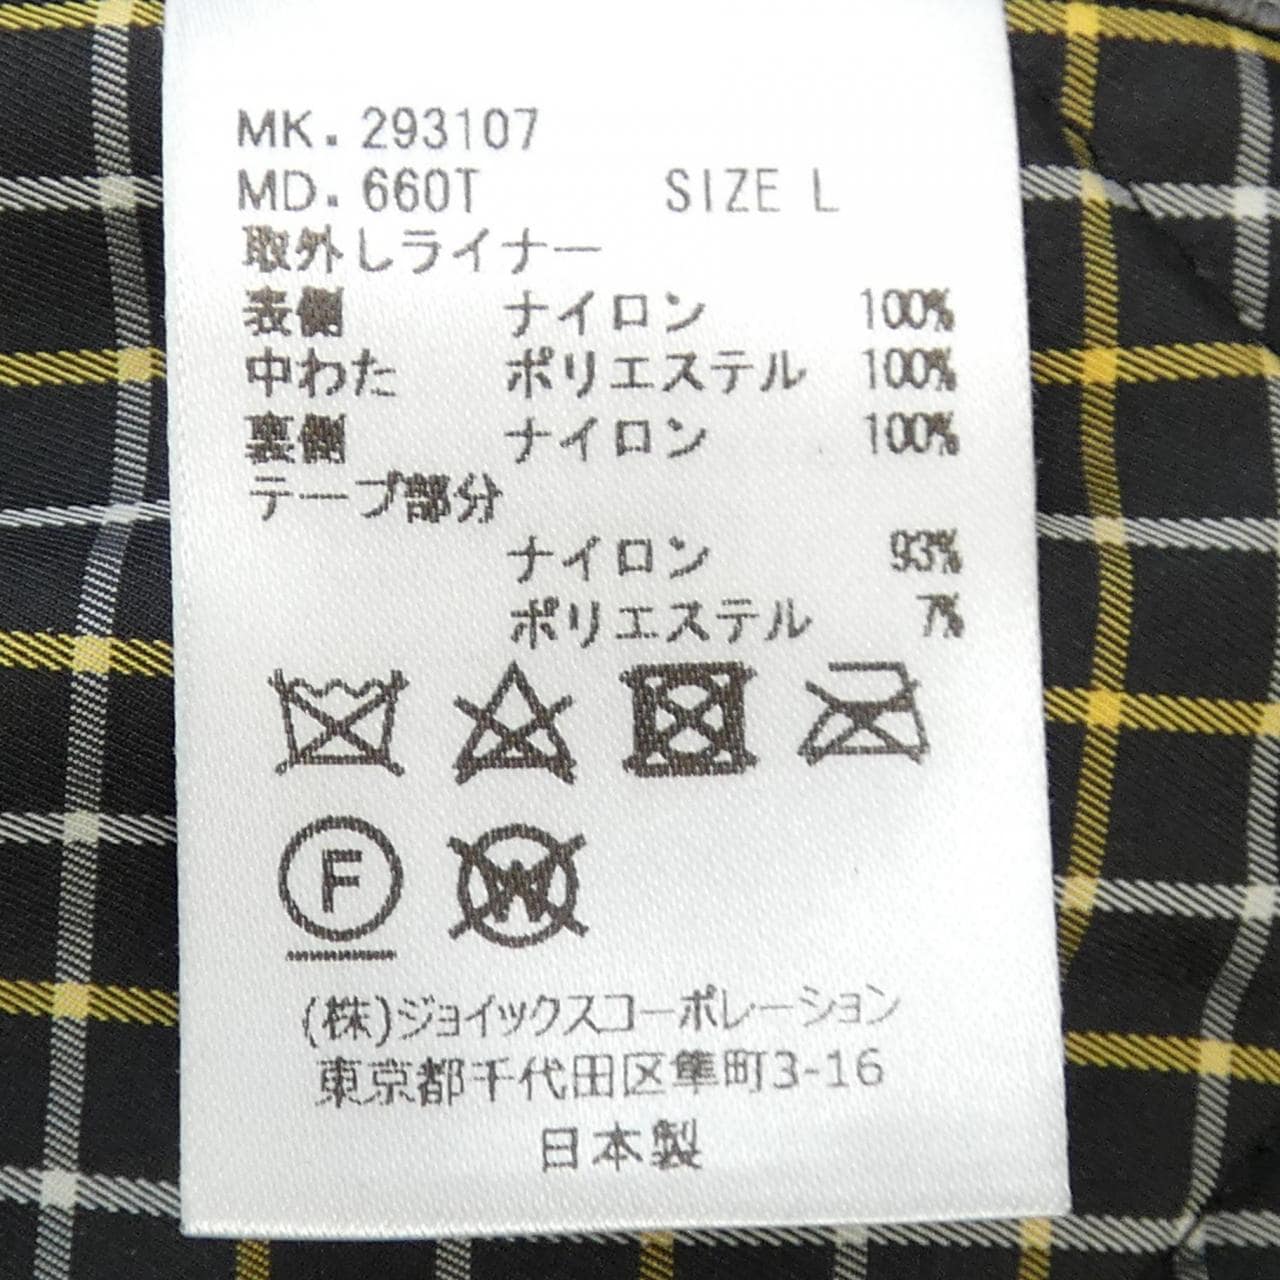 MK. 293107
MD. 660T SIZE L
取外しライナー
表側 ナイロン 100%
中わた ポリエステル 100%
裏側 ナイロン 100%
テープ部分
ナイロン 93%
ポリエステル 7%
F W
(株)ジョイックスコーポレーション
東京都千代田区隼町3-16
日本製